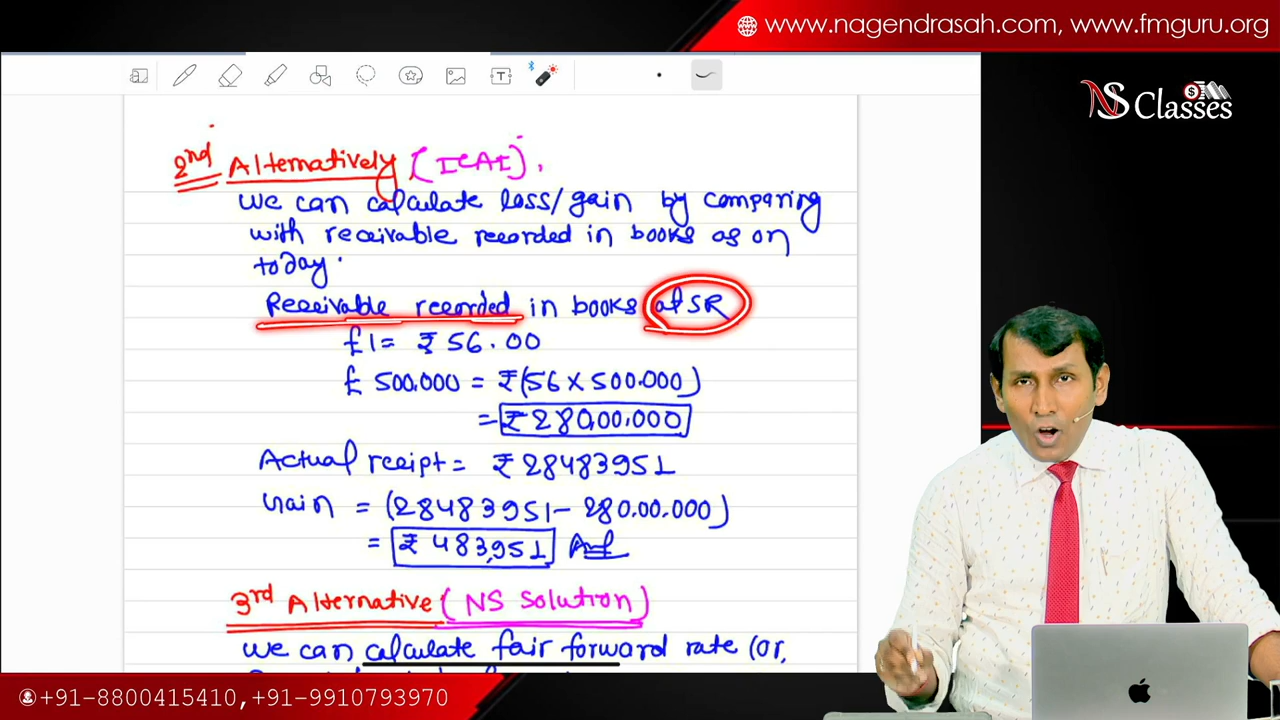 www.nagendrasah.com, www.fmguru.org
NS Classes
2nd Alternatively (ICAI).
We can calculate loss/gain by comparing
with receivable recorded in books as on
today.
Receivable recorded in books at SR
£1 = ₹56.00
£ 500,000 = ₹(56 × 500,000)
= ₹280,00,000
Actual receipt = ₹28483951
Gain = (28483951 - 280,00,000)
= ₹483,951 Ans
3rd Alternative (NS Solution)
We can calculate fair forward rate (or,
+91-8800415410,+91-9910793970